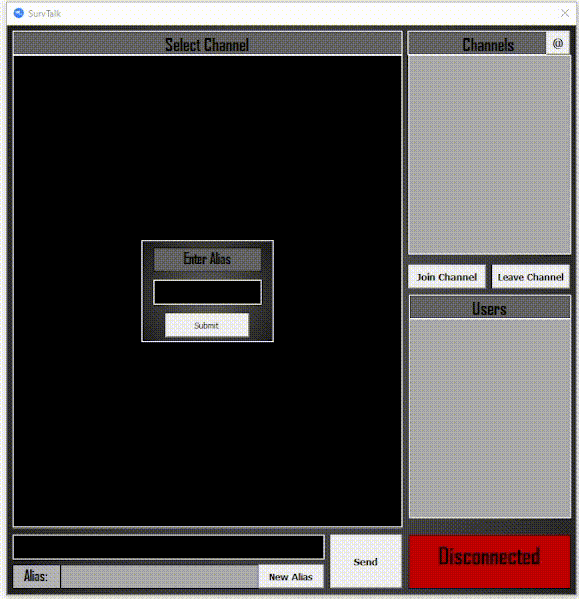 SurvTalk
Select Channel
Channels
@
Enter Alias
Submit
Join Channel
Leave Channel
Users
Send
Disconnected
Alias:
New Alias